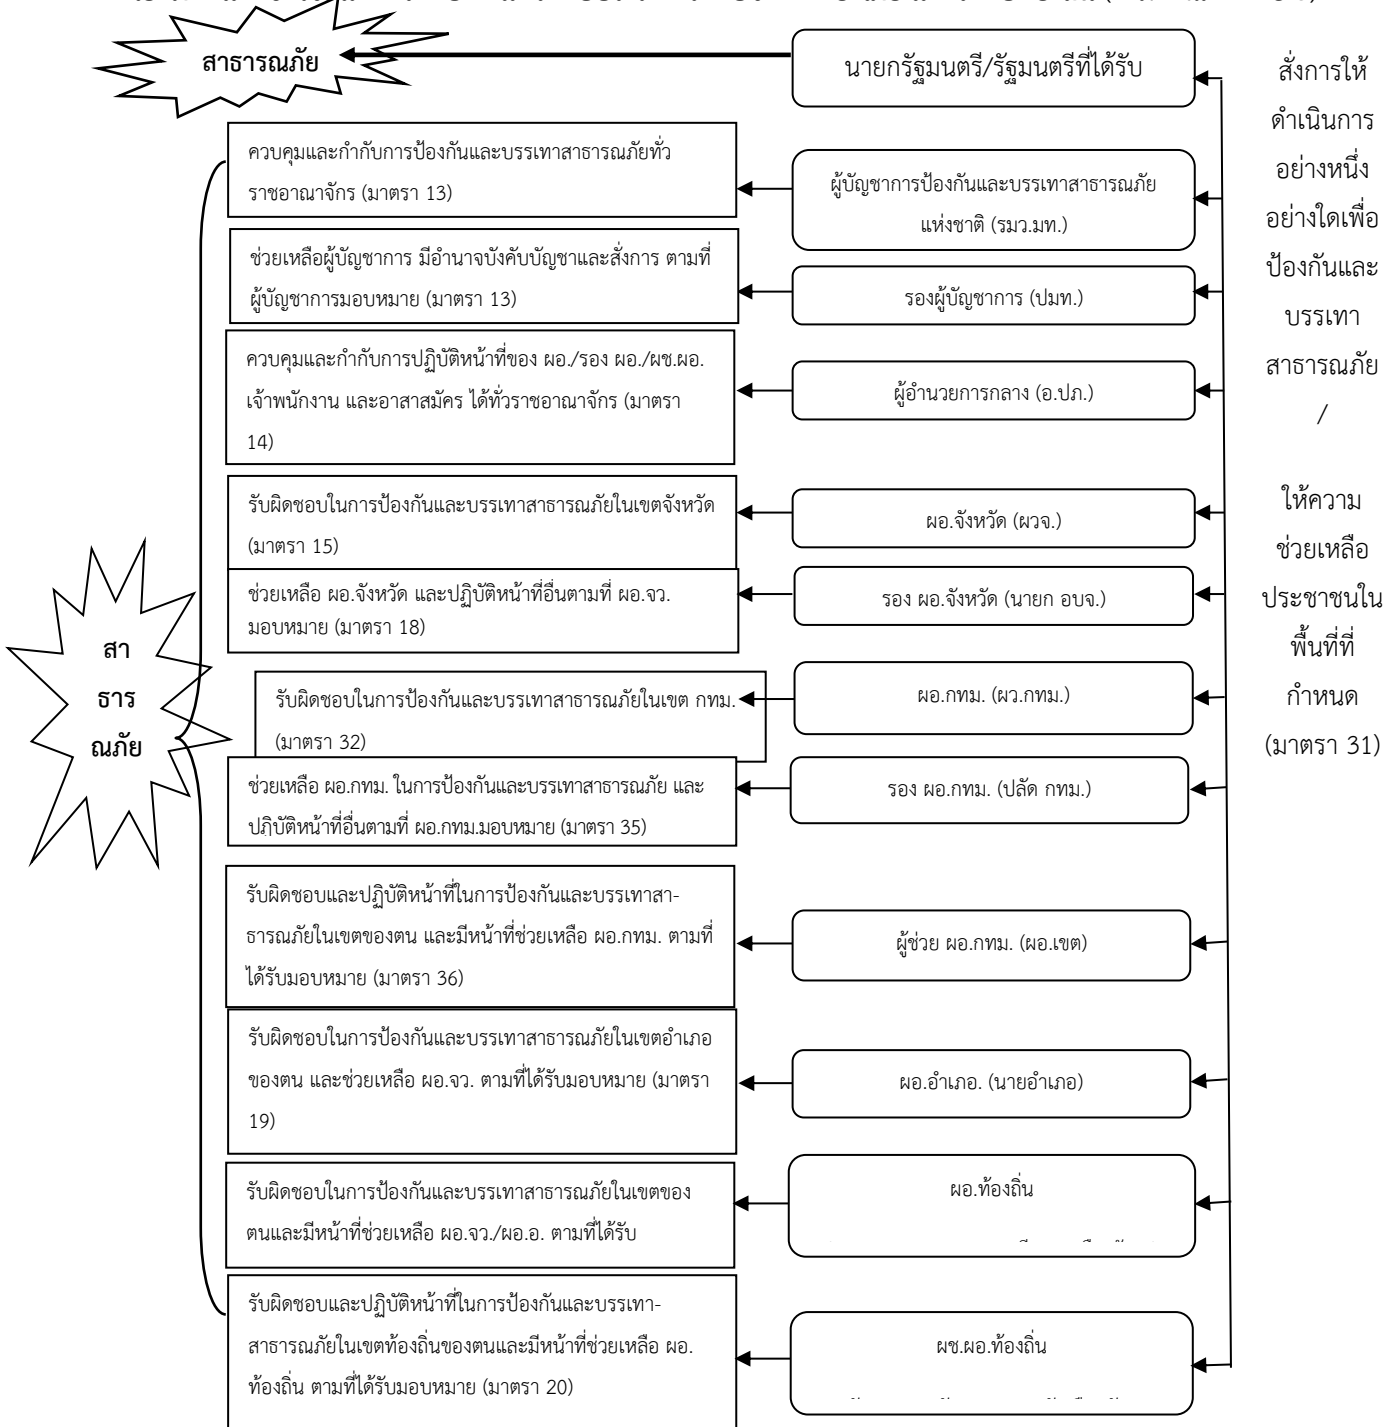 สาธารณภัย
นายกรัฐมนตรี/รัฐมนตรีที่ได้รับ
สั่งการให้
ดำเนินการ
อย่างหนึ่ง
อย่างใดเพื่อ
ป้องกันและ
บรรเทา
สาธารณภัย
/
ให้ความ
ช่วยเหลือ
ประชาชนใน
พื้นที่ที่
กำหนด
(มาตรา 31)
ควบคุมและกำกับการป้องกันและบรรเทาสาธารณภัยทั่ว
ราชอาณาจักร (มาตรา 13)
ผู้บัญชาการป้องกันและบรรเทาสาธารณภัย
แห่งชาติ (รมว.มท.)
ช่วยเหลือผู้บัญชาการ มีอำนาจบังคับบัญชาและสั่งการ ตามที่
ผู้บัญชาการมอบหมาย (มาตรา 13)
รองผู้บัญชาการ (ปมท.)
ควบคุมและกำกับการปฏิบัติหน้าที่ของ ผอ./รอง ผอ./ผช.ผอ.
เจ้าพนักงาน และอาสาสมัคร ได้ทั่วราชอาณาจักร (มาตรา
14)
ผู้อำนวยการกลาง (อ.ปภ.)
รับผิดชอบในการป้องกันและบรรเทาสาธารณภัยในเขตจังหวัด
(มาตรา 15)
ผอ.จังหวัด (ผวจ.)
ช่วยเหลือ ผอ.จังหวัด และปฏิบัติหน้าที่อื่นตามที่ ผอ.จว.
มอบหมาย (มาตรา 18)
รอง ผอ.จังหวัด (นายก อบจ.)
สา
ธาร
ณภัย
รับผิดชอบในการป้องกันและบรรเทาสาธารณภัยในเขต กทม.
(มาตรา 32)
ผอ.กทม. (ผว.กทม.)
ช่วยเหลือ ผอ.กทม. ในการป้องกันและบรรเทาสาธารณภัย และ
ปฏิบัติหน้าที่อื่นตามที่ ผอ.กทม.มอบหมาย (มาตรา 35)
รอง ผอ.กทม. (ปลัด กทม.)
รับผิดชอบและปฏิบัติหน้าที่ในการป้องกันและบรรเทาสา-
ธารณภัยในเขตของตน และมีหน้าที่ช่วยเหลือ ผอ.กทม. ตามที่
ได้รับมอบหมาย (มาตรา 36)
ผู้ช่วย ผอ.กทม. (ผอ.เขต)
รับผิดชอบในการป้องกันและบรรเทาสาธารณภัยในเขตอำเภอ
ของตน และช่วยเหลือ ผอ.จว. ตามที่ได้รับมอบหมาย (มาตรา
19)
ผอ.อำเภอ. (นายอำเภอ)
รับผิดชอบในการป้องกันและบรรเทาสาธารณภัยในเขตของ
ตนและมีหน้าที่ช่วยเหลือ ผอ.จว./ผอ.อ. ตามที่ได้รับ
ผอ.ท้องถิ่น
รับผิดชอบและปฏิบัติหน้าที่ในการป้องกันและบรรเทา-
สาธารณภัยในเขตท้องถิ่นของตนและมีหน้าที่ช่วยเหลือ ผอ.
ท้องถิ่น ตามที่ได้รับมอบหมาย (มาตรา 20)
ผช.ผอ.ท้องถิ่น